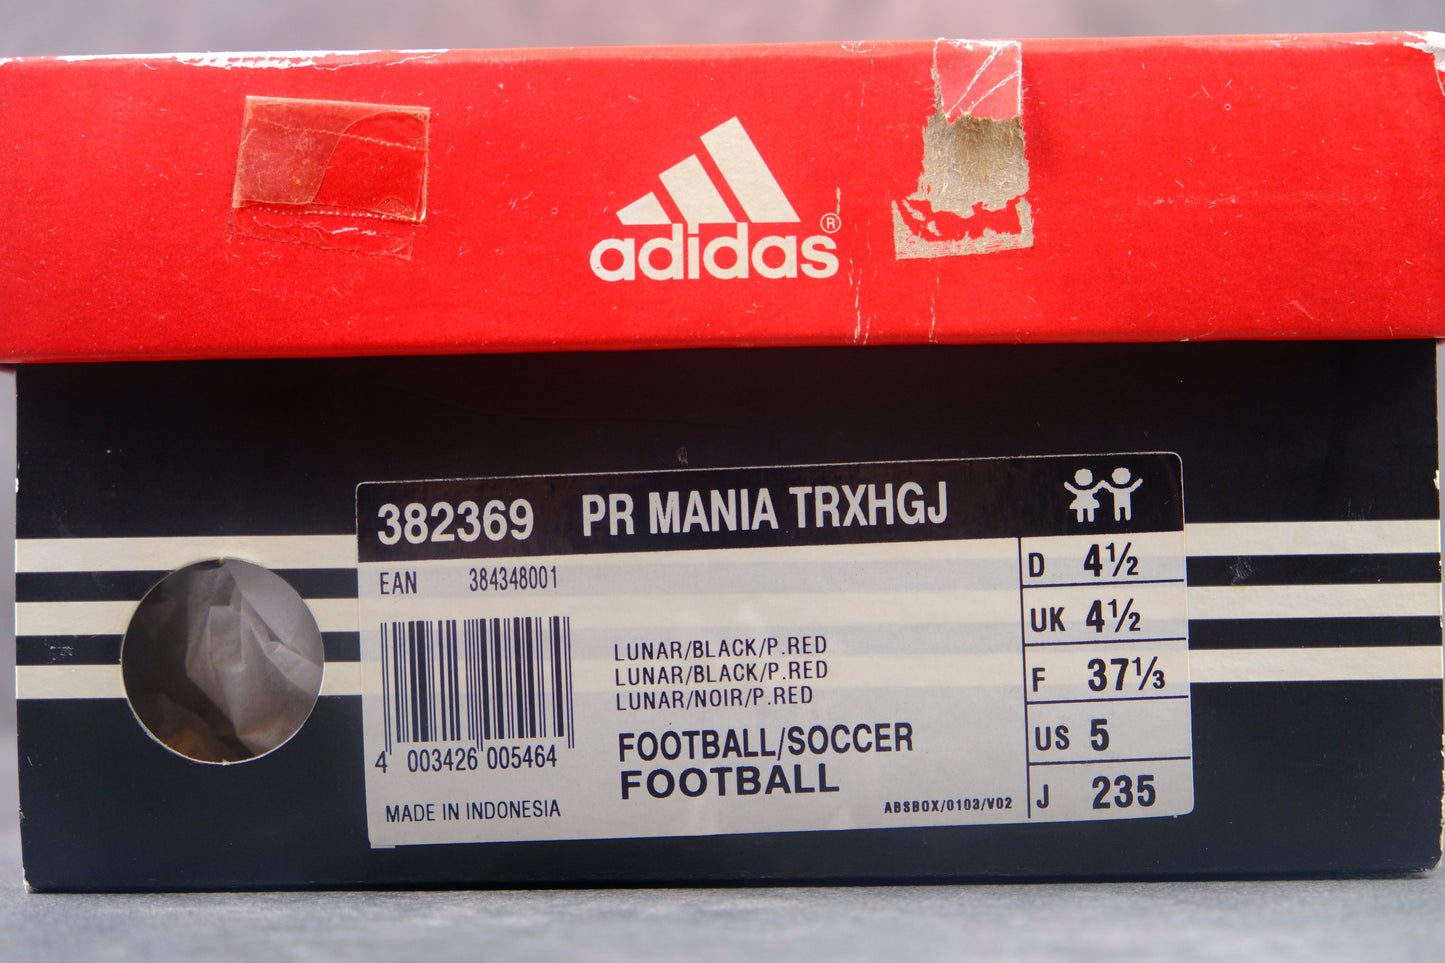 adidas®
382369 PR MANIA TRXHGJ
EAN 384348001
4 003426 005464
MADE IN INDONESIA
LUNAR/BLACK/P.RED
LUNAR/BLACK/P.RED
LUNAR/NOIR/P.RED
FOOTBALL/SOCCER
FOOTBALL
ABSBOX/0103/V02
D 4½
UK 4½
F 37⅓
US 5
J 235